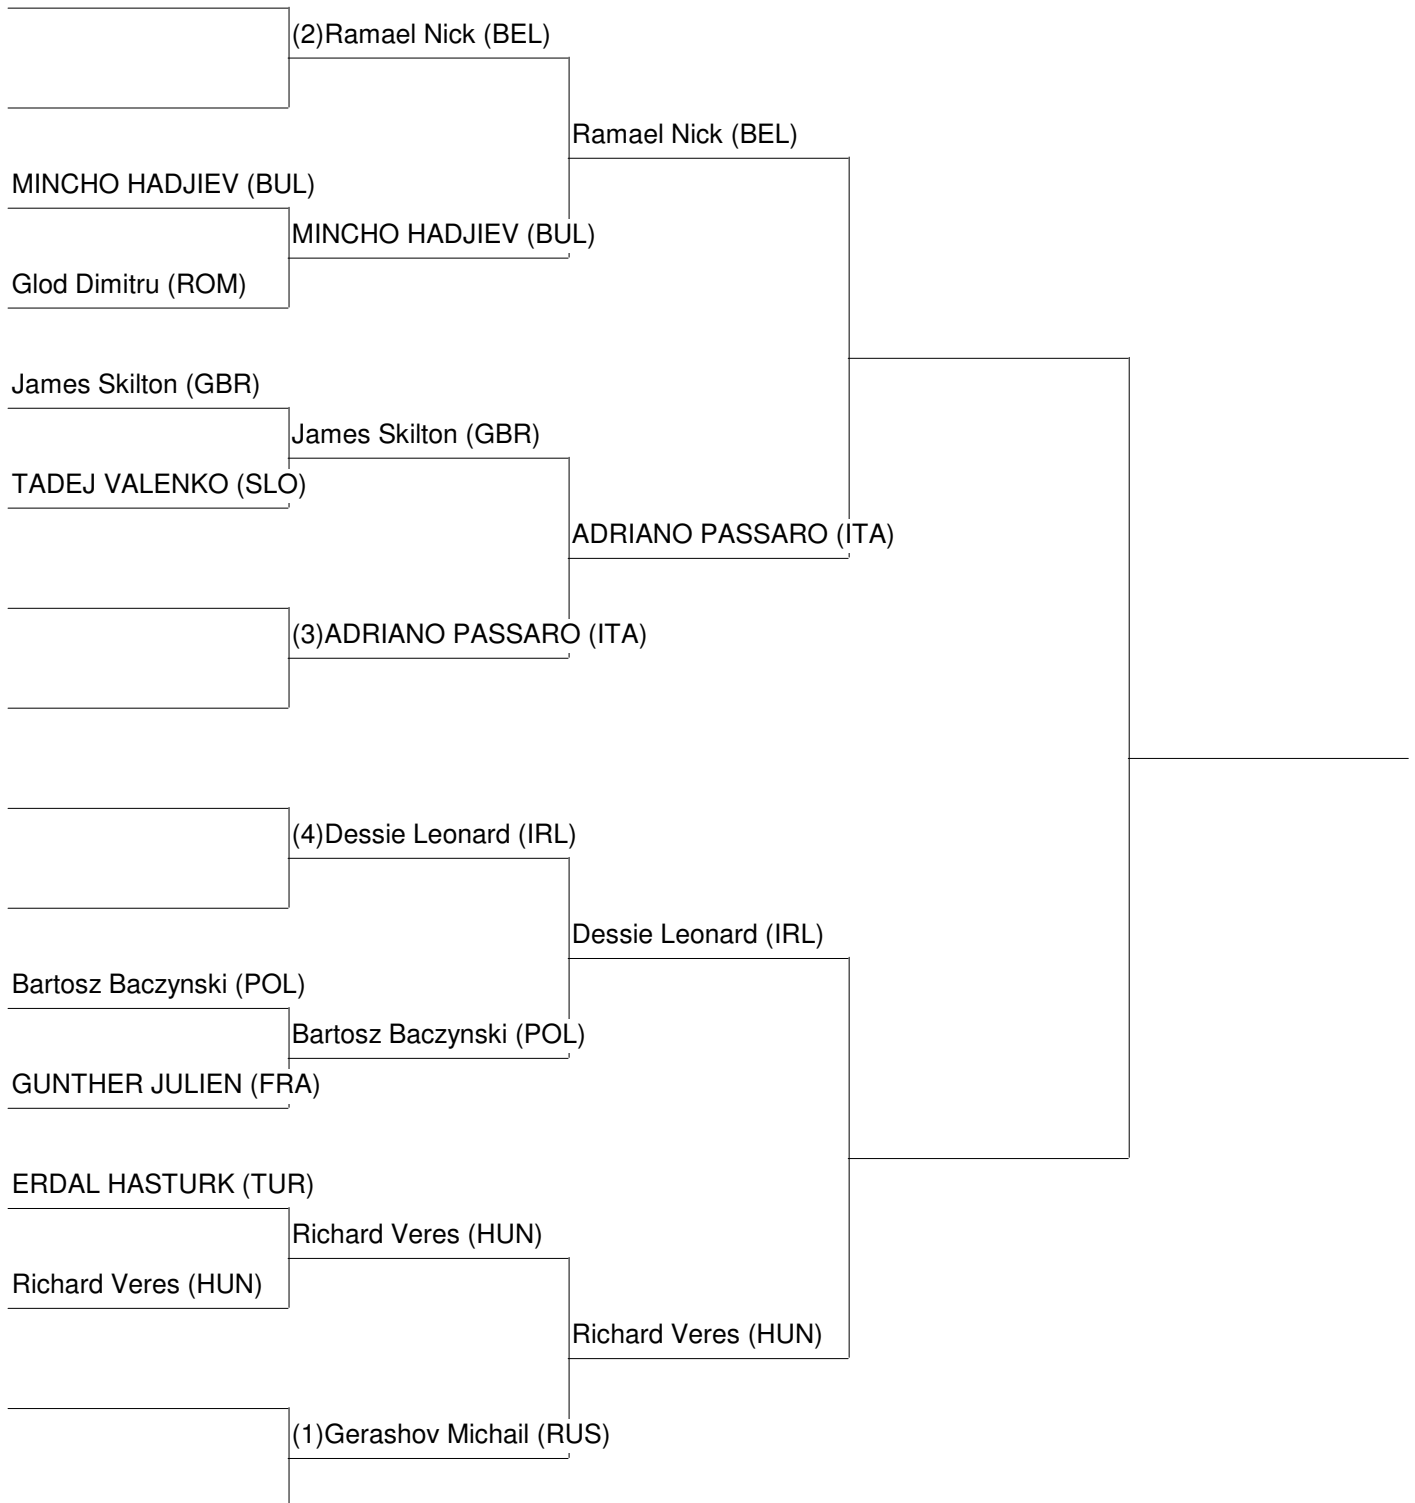 (2)Ramael Nick (BEL)
Ramael Nick (BEL)
MINCHO HADJIEV (BUL)
MINCHO HADJIEV (BUL)
Glod Dimitru (ROM)
James Skilton (GBR)
James Skilton (GBR)
TADEJ VALENKO (SLO)
ADRIANO PASSARO (ITA)
(3)ADRIANO PASSARO (ITA)
(4)Dessie Leonard (IRL)
Dessie Leonard (IRL)
Bartosz Baczynski (POL)
Bartosz Baczynski (POL)
GUNTHER JULIEN (FRA)
ERDAL HASTURK (TUR)
Richard Veres (HUN)
Richard Veres (HUN)
Richard Veres (HUN)
(1)Gerashov Michail (RUS)